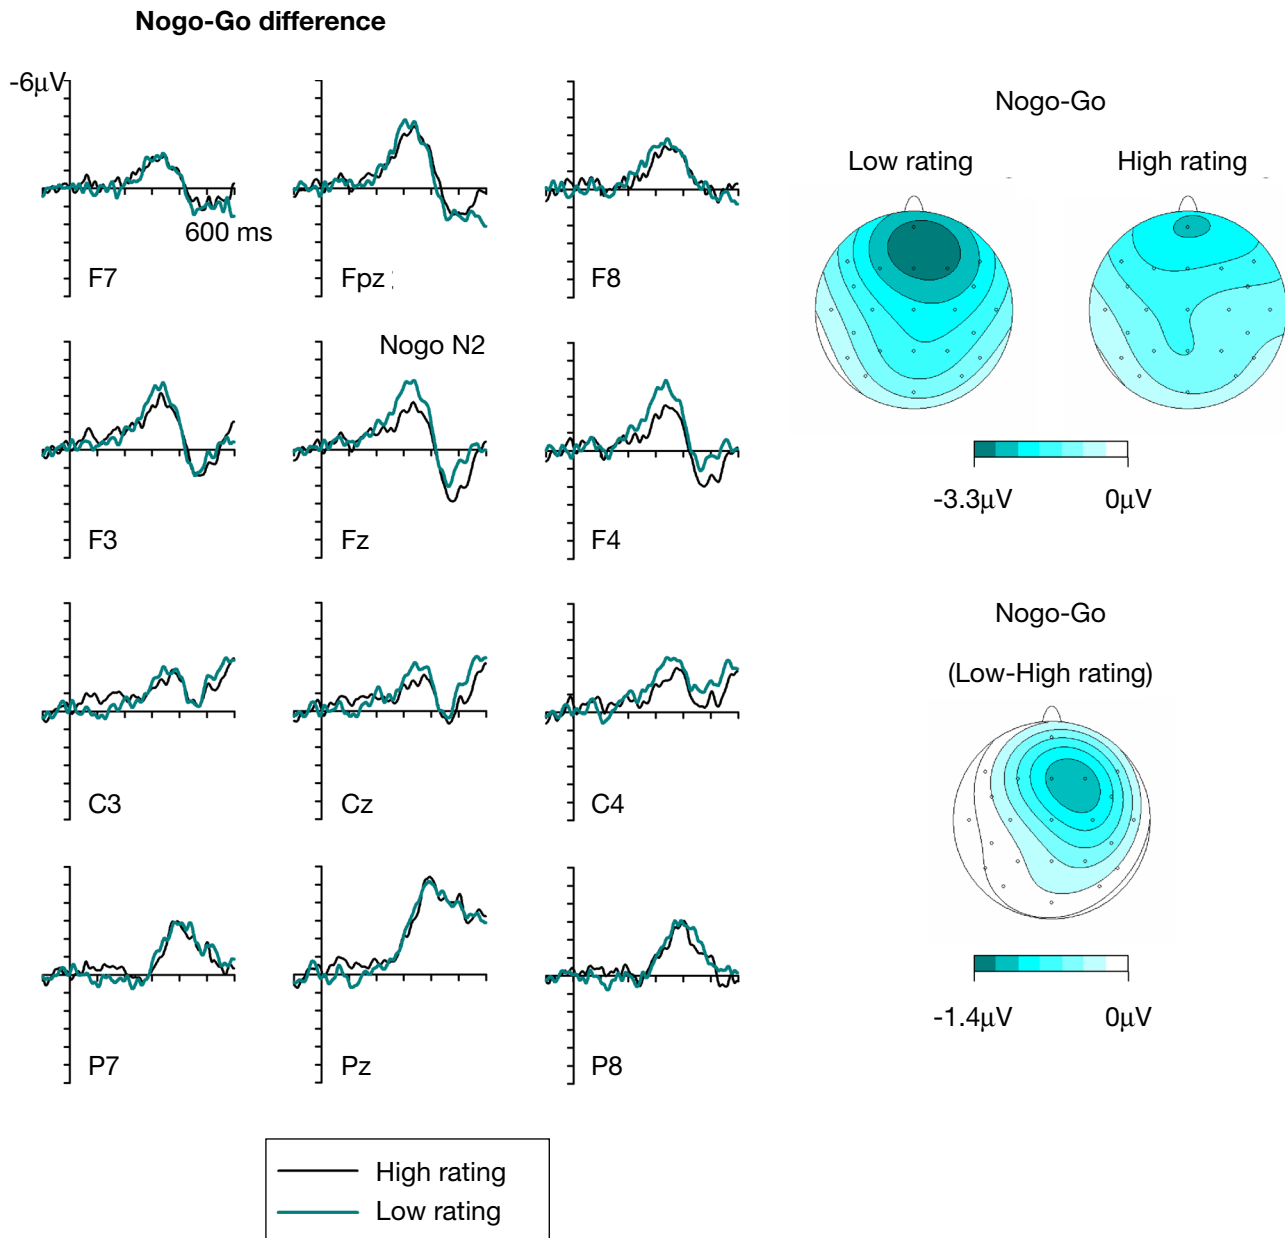 Nogo-Go difference
-6μV
600 ms
F7
Fpz :
F8
Nogo N2
F3
Fz
F4
C3
Cz
C4
P7
Pz
P8
High rating
Low rating
Nogo-Go
Low rating
High rating
-3.3μV
0μV
Nogo-Go
(Low-High rating)
-1.4μV
0μV